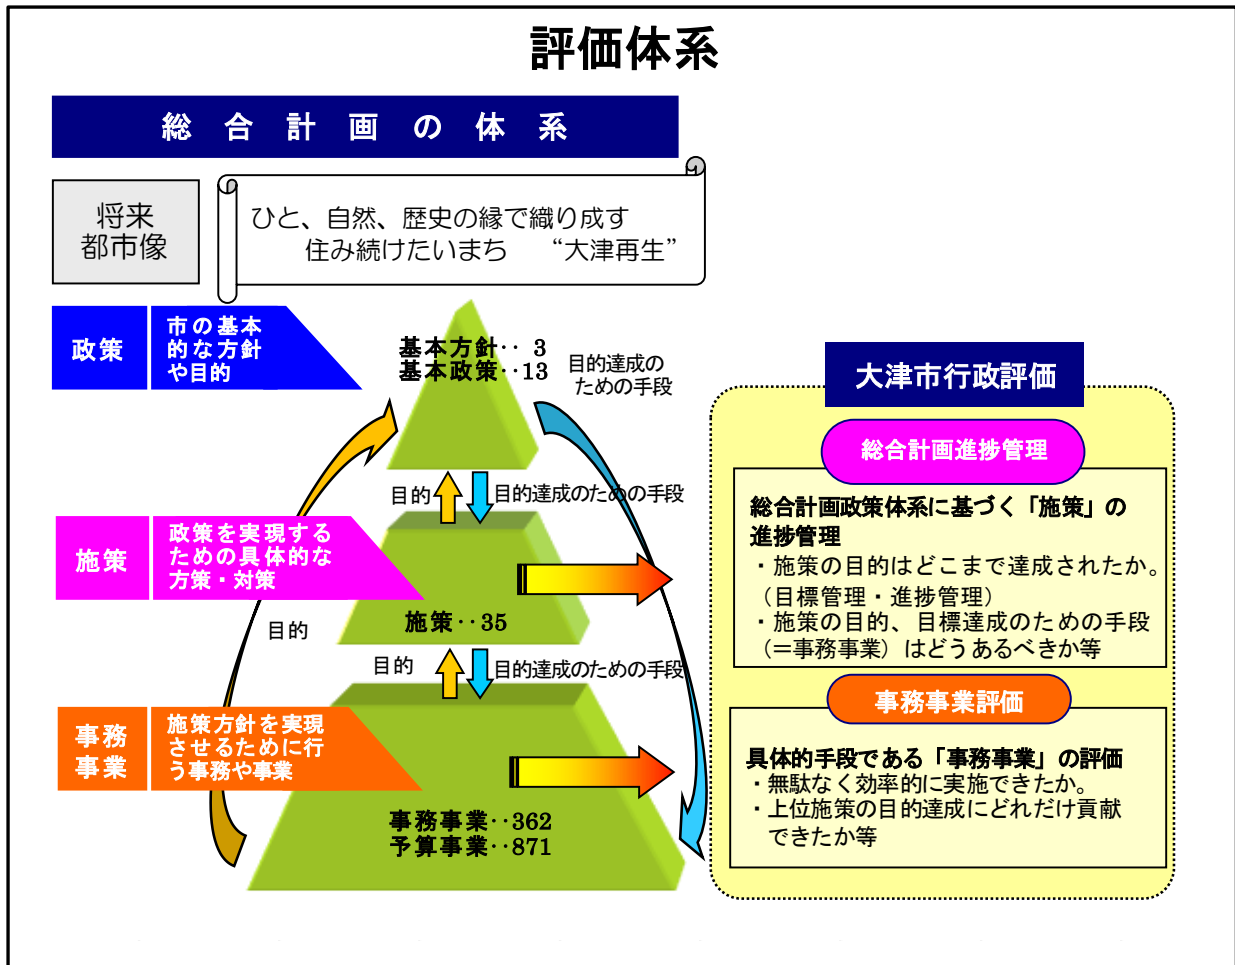 評価体系
総合計画の体系
将来
都市像
ひと、自然、歴史の縁で織り成す
住み続けたいまち “大津再生”
政策
市の基本
的な方針
や目的
基本方針‥ 3
基本政策‥13
目的達成の
ための手段
目的
目的達成のための手段
施策
政策を実現する
ための具体的な
方策・対策
施策‥35
目的
目的
目的達成のための手段
事務
事業
施策方針を実現
させるために行
う事務や事業
事務事業‥362
予算事業‥871
大津市行政評価
総合計画進捗管理
総合計画政策体系に基づく「施策」の
進捗管理
・施策の目的はどこまで達成されたか。
（目標管理・進捗管理）
・施策の目的、目標達成のための手段
（＝事務事業）はどうあるべきか等
事務事業評価
具体的手段である「事務事業」の評価
・無駄なく効率的に実施できたか。
・上位施策の目的達成にどれだけ貢献
できたか等